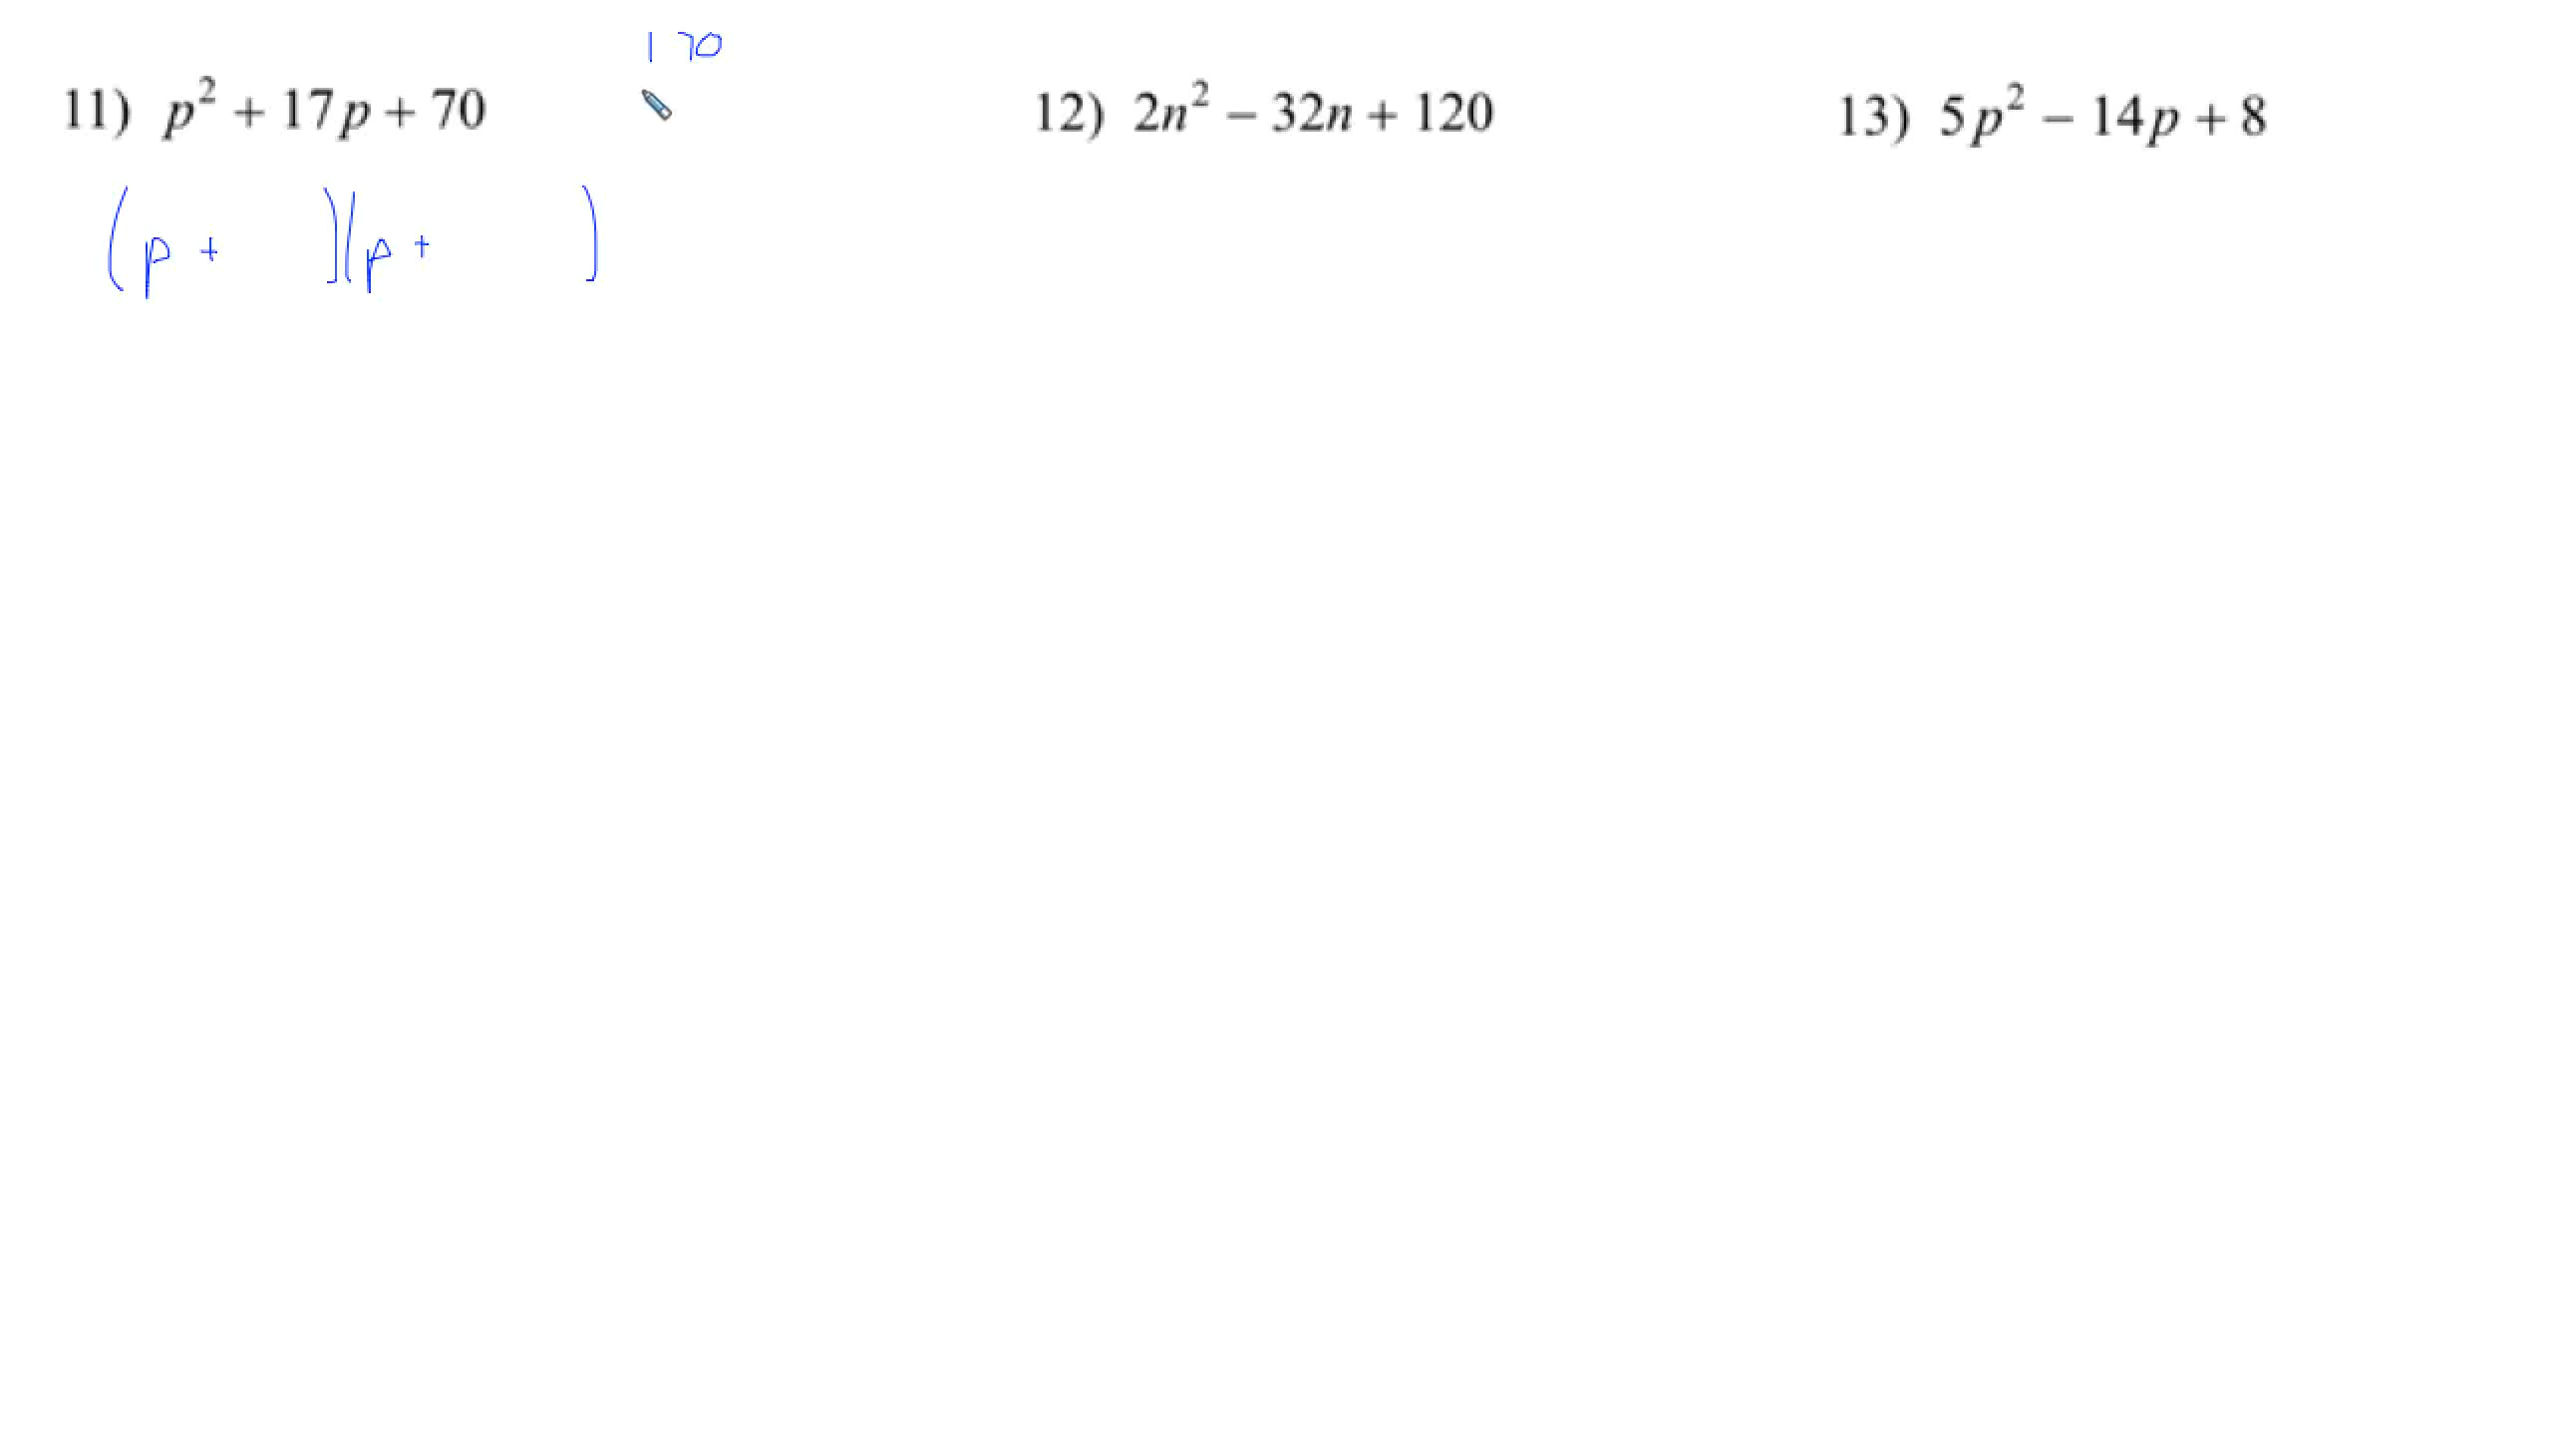 1 70
11) p² + 17p + 70
12) 2n² − 32n + 120
13) 5p² − 14p + 8
(p + )(p + )